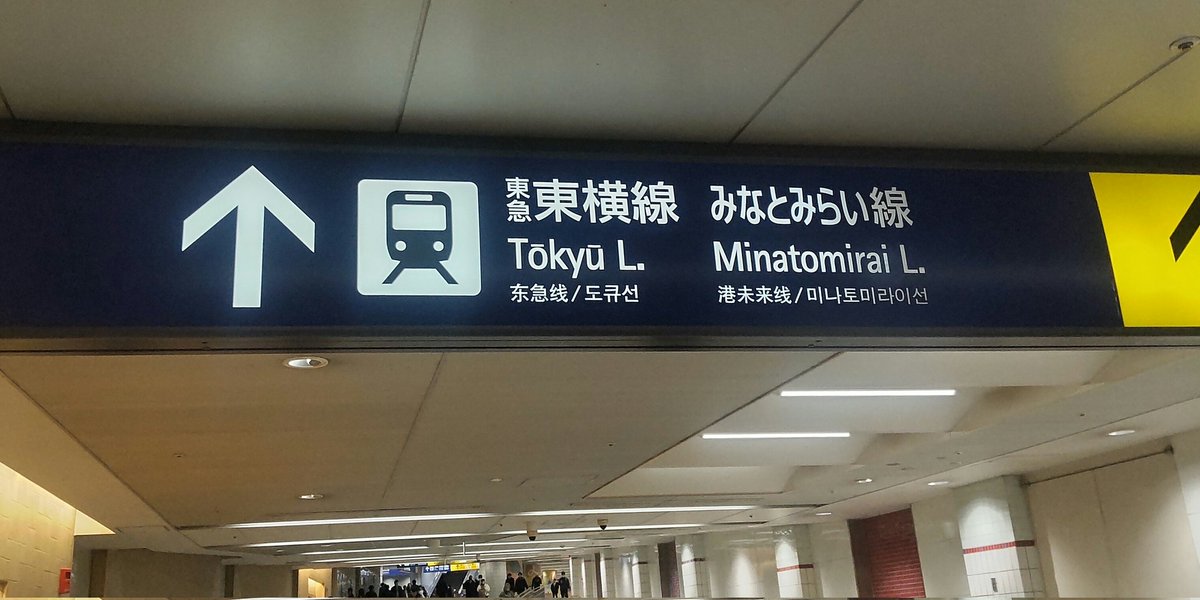 東急東横線
Tōkyū L.
东急线/도큐선
みなとみらい線
Minatomirai L.
港未来线/미나토미라이선